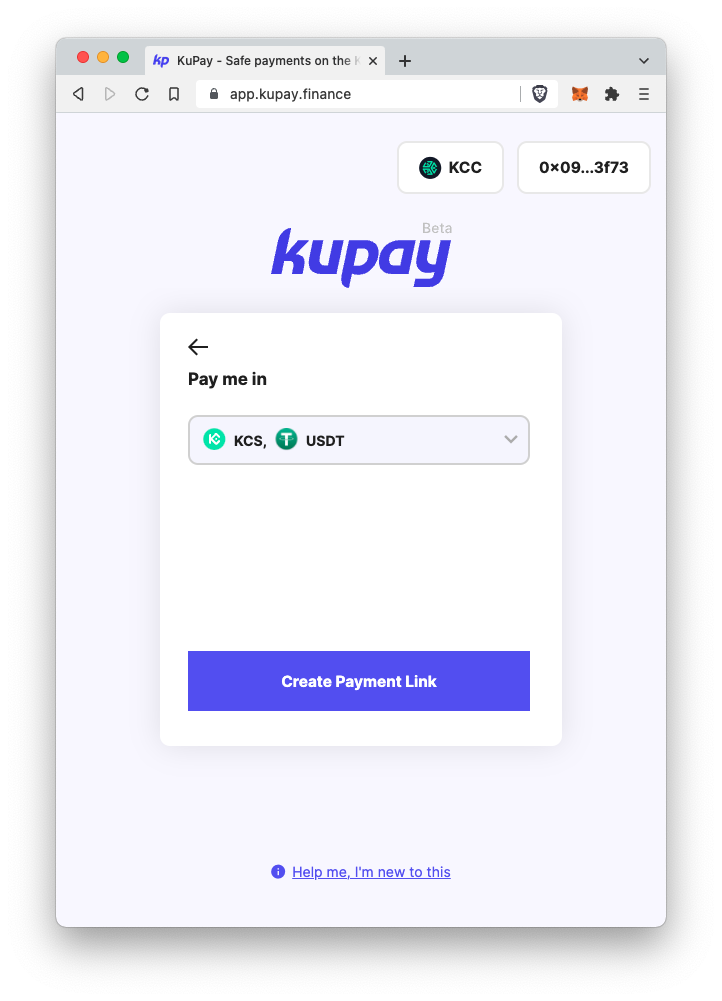 kp KuPay - Safe payments on the K
app.kupay.finance
KCC 0×09...3f73
Beta
kupay
Pay me in
KCS, USDT
Create Payment Link
Help me, I'm new to this